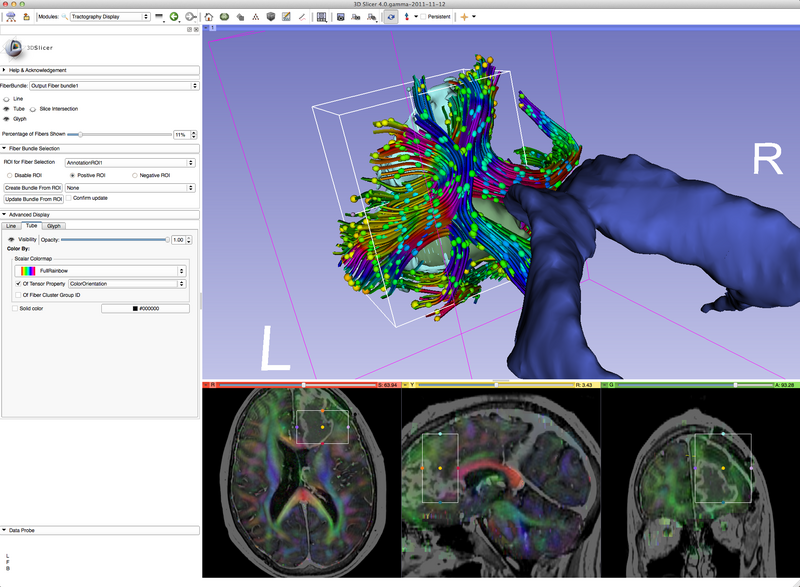 3D Slicer 4.0.gamma-2011-11-12
Modules: Tractography Display
Persistent
3DSlicer
Help & Acknowledgement
FiberBundle: Output Fiber bundle1
Line
Tube Slice Intersection
Glyph
Percentage of Fibers Shown 11%
Fiber Bundle Selection
ROI for Fiber Selection AnnotationROI1
Disable ROI Positive ROI Negative ROI
Create Bundle From ROI None
Update Bundle From ROI Confirm update
Advanced Display
Line Tube Glyph
Visibility Opacity: 1.00
Color By:
Scalar Colormap
FullRainbow
Of Tensor Property ColorOrientation
Of Fiber Cluster Group ID
Solid color #000000
Data Probe
L
F
B
1
R
L
R S: 63.94
Y R: 3.43
G A: 93.28